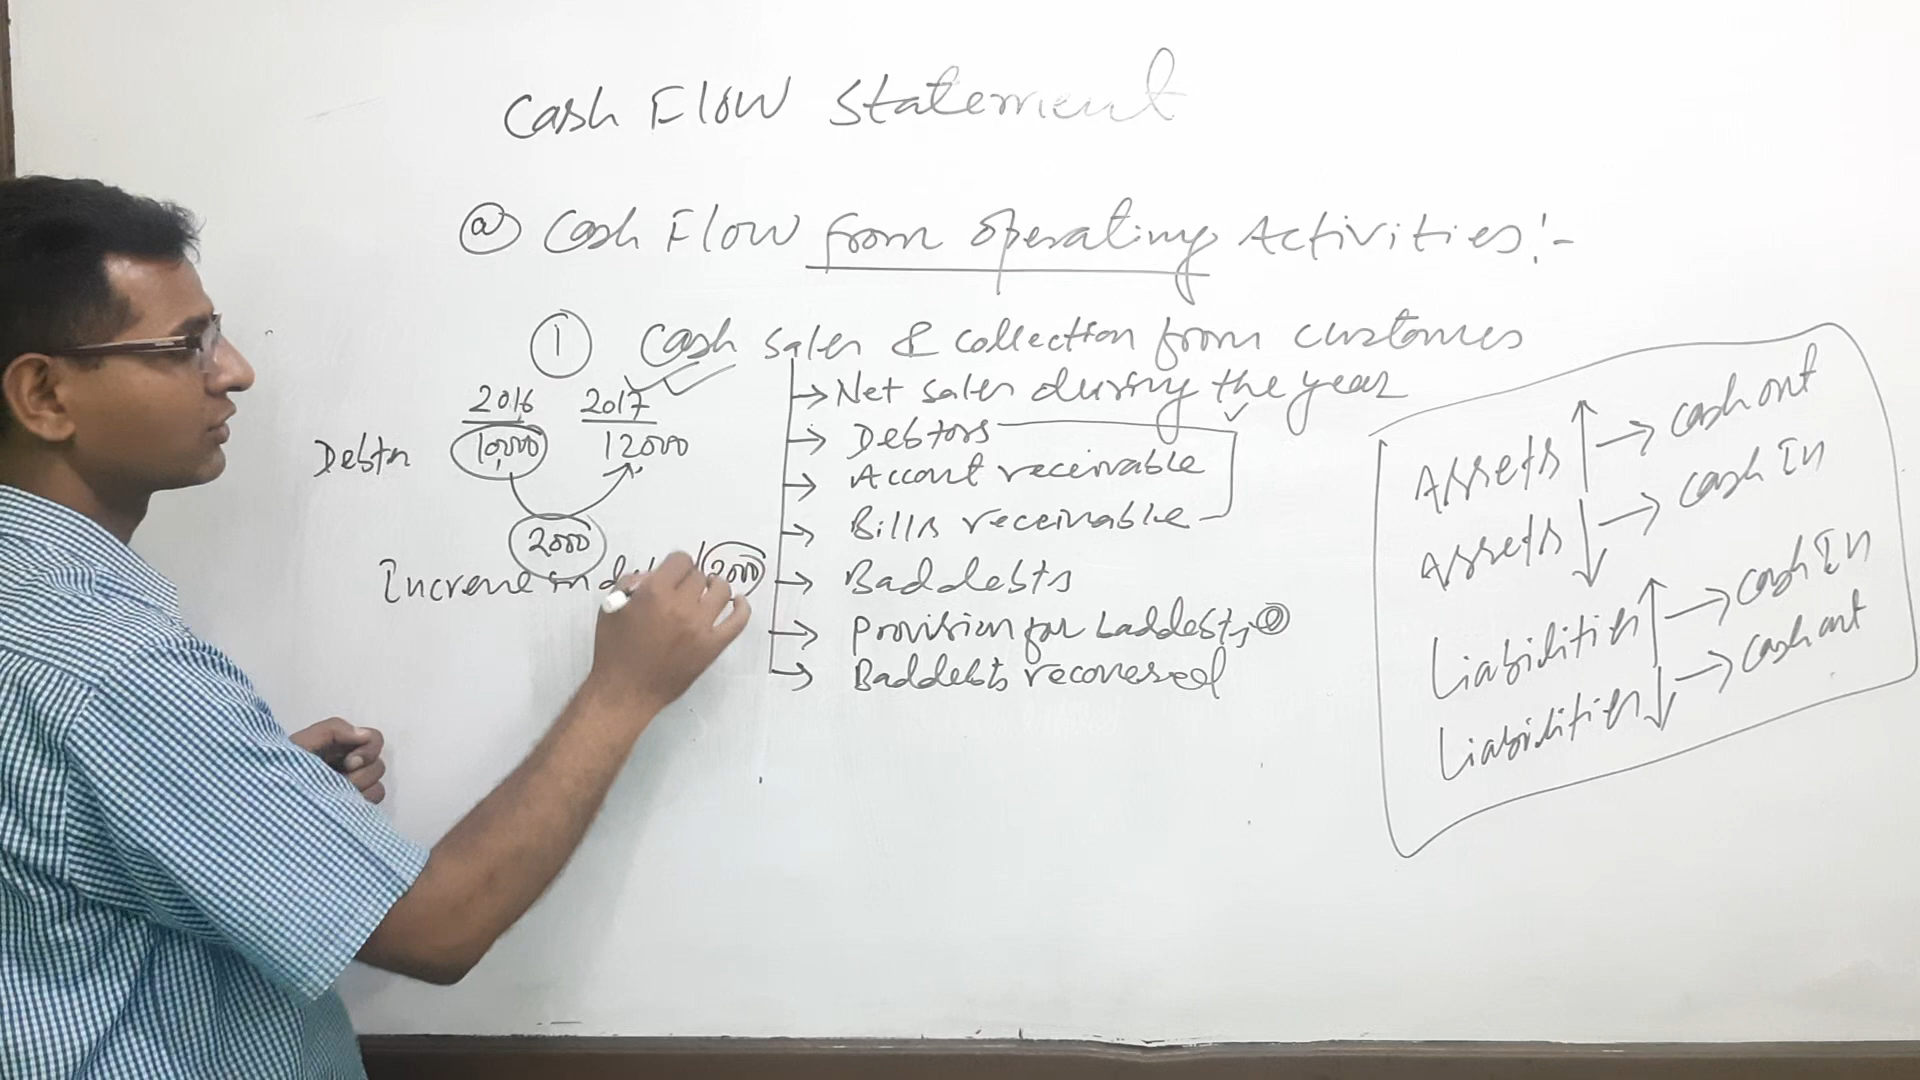 Cash Flow Statement
@ Cash Flow from operating Activities:-
① Cash sales & collection from customers
2016 2017
→ Net sales during the year
Debtor 10,000 12000
→ Debtors
→ Account receivable
2000
→ Bills receivable
Increase in (2000)
→ Baddebts
→ Provision for baddebts @
→ Baddebts recovered
Assets ↑ → cash out
Assets ↓ → cash In
Liabilities ↑ → cash In
Liabilities ↓ → cash out